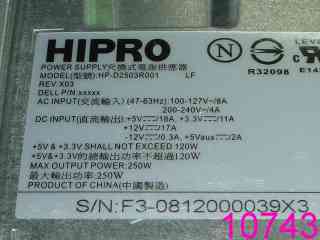 HIPRO
POWER SUPPLY交換式電源供應器
MODEL(型號):HP-D2503R001 LF
REV:X03
DELL P/N:xxxxx
AC INPUT(交流輸入) (47-63Hz):100-127V~/8A
200-240V~/4A
DC INPUT(直流輸出):+5V⎓18A, +3.3V⎓11A
+12V⎓17A
-12V⎓0.3A, +5Vaux⎓2A
+5V & +3.3V SHALL NOT EXCEED 120W
+5V&+3.3V的總輸出功率不超過120W
MAX OUTPUT POWER:250W
最大輸出功率:250W
PRODUCT OF CHINA(中國製造)
S/N:F3-0812000039X3
N
R32098
LEVE
E14
10743